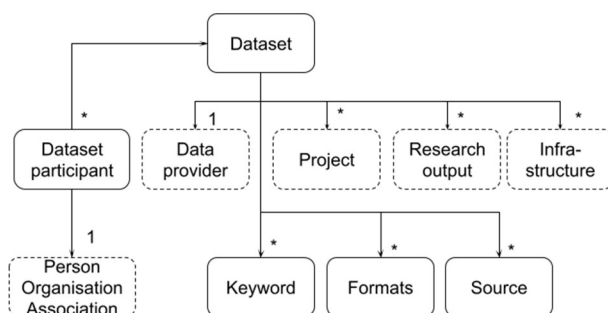 Dataset
*
1
*
*
*
Dataset
participant
Data
provider
Project
Research
output
Infra-
structure
1
*
*
*
Person
Organisation
Association
Keyword
Formats
Source